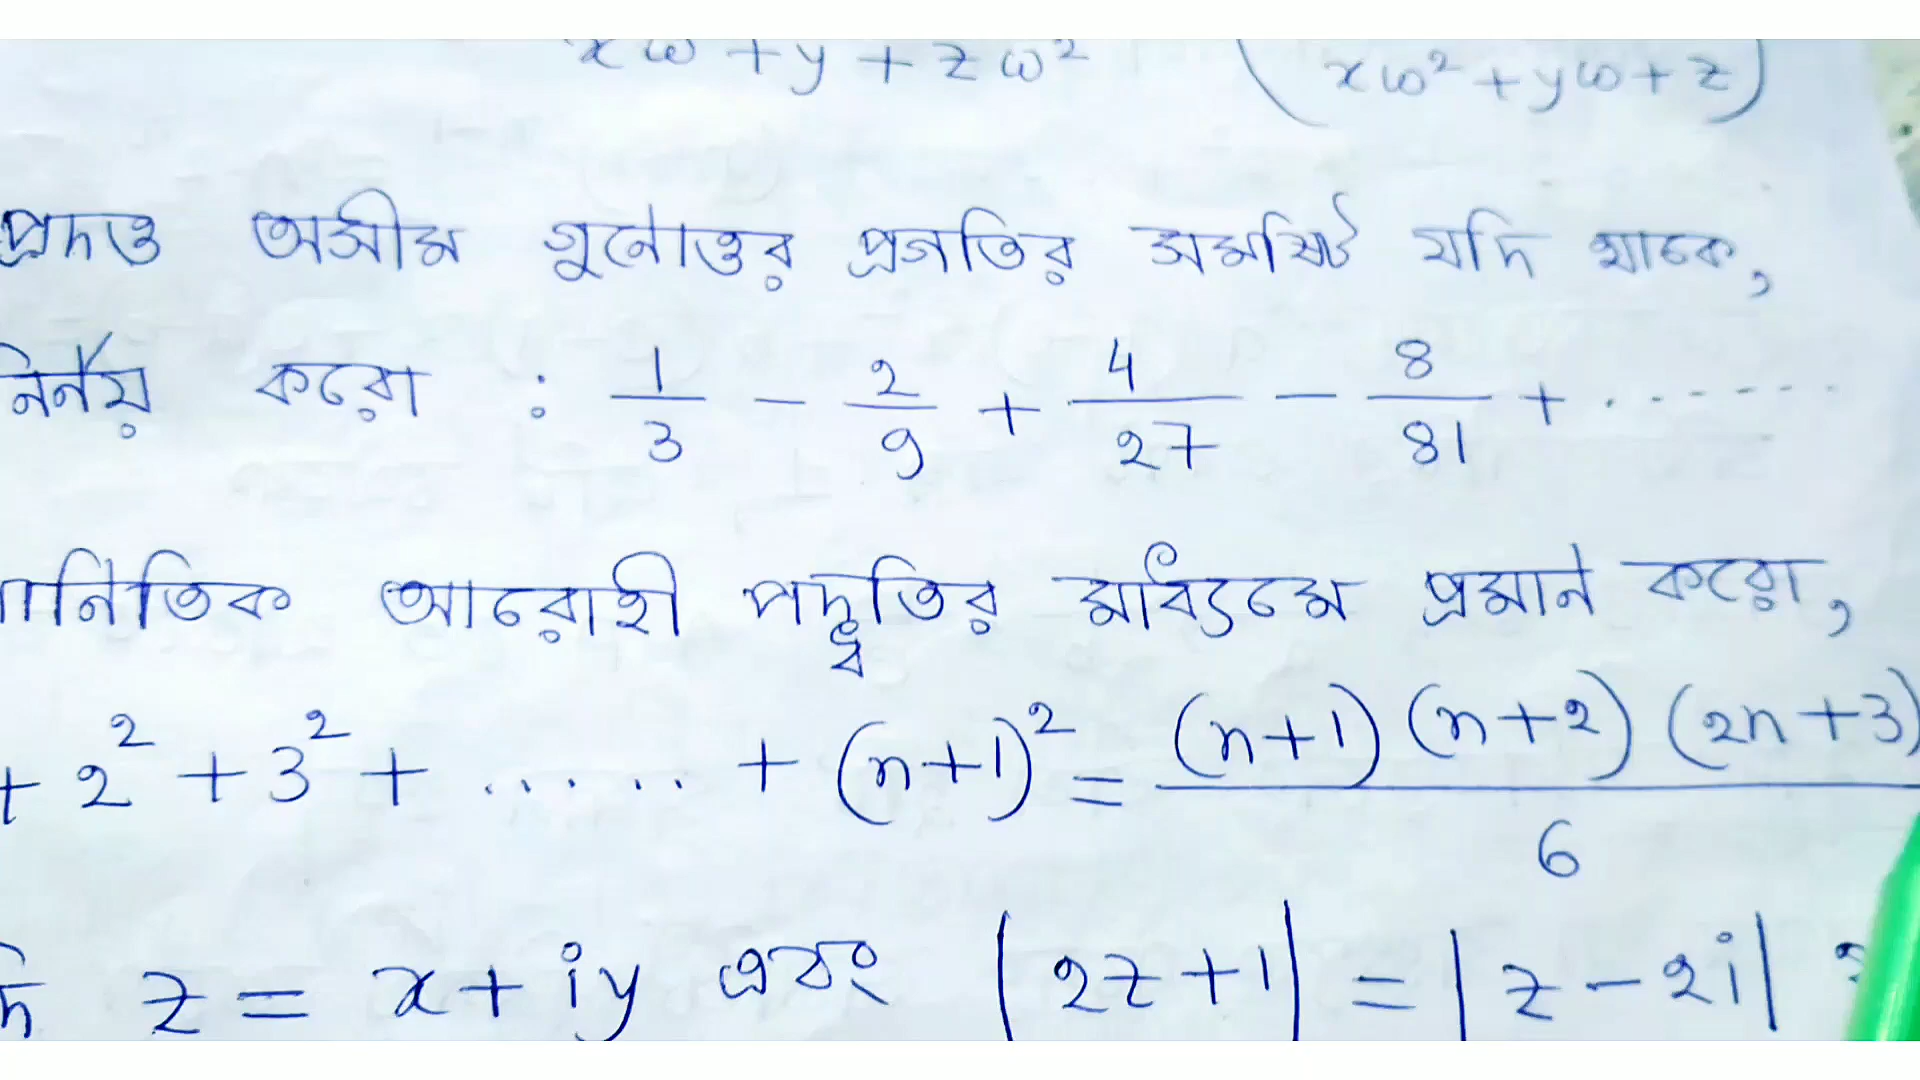 xω + y + zω² (xω² + yω + z)
প্রদত্ত অসীম গুনোত্তর প্রগতির সমষ্টি যদি থাকে,
নির্নয় করো : 1/3 - 2/9 + 4/27 - 8/81 + .......
গানিতিক আরোহী পদ্ধতির মাধ্যমে প্রমান করো,
+ 2² + 3² + ...... + (n+1)² = (n+1)(n+2)(2n+3)/6
z = x + iy এবং |2z+1| = |z-2i|